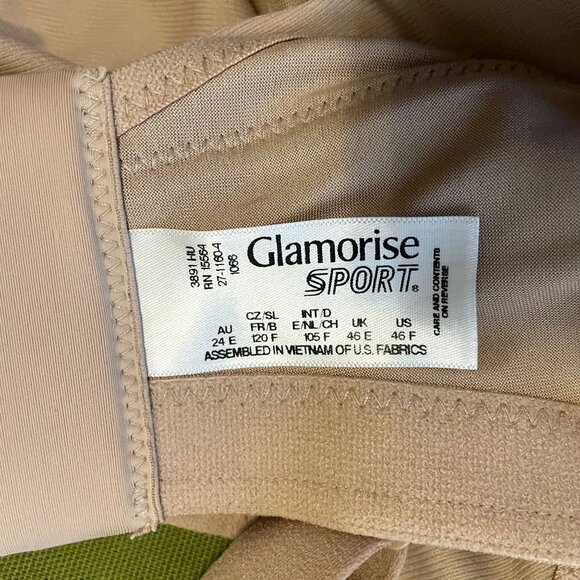 3891 HU
RN 15564
27-1160-4
1066
Glamorise
SPORT®
CARE AND CONTENTS
ON REVERSE
CZ/SL INT/D
AU FR/B E/NL/CH UK US
24 E 120 F 105 F 46 E 46 F
ASSEMBLED IN VIETNAM OF U.S. FABRICS